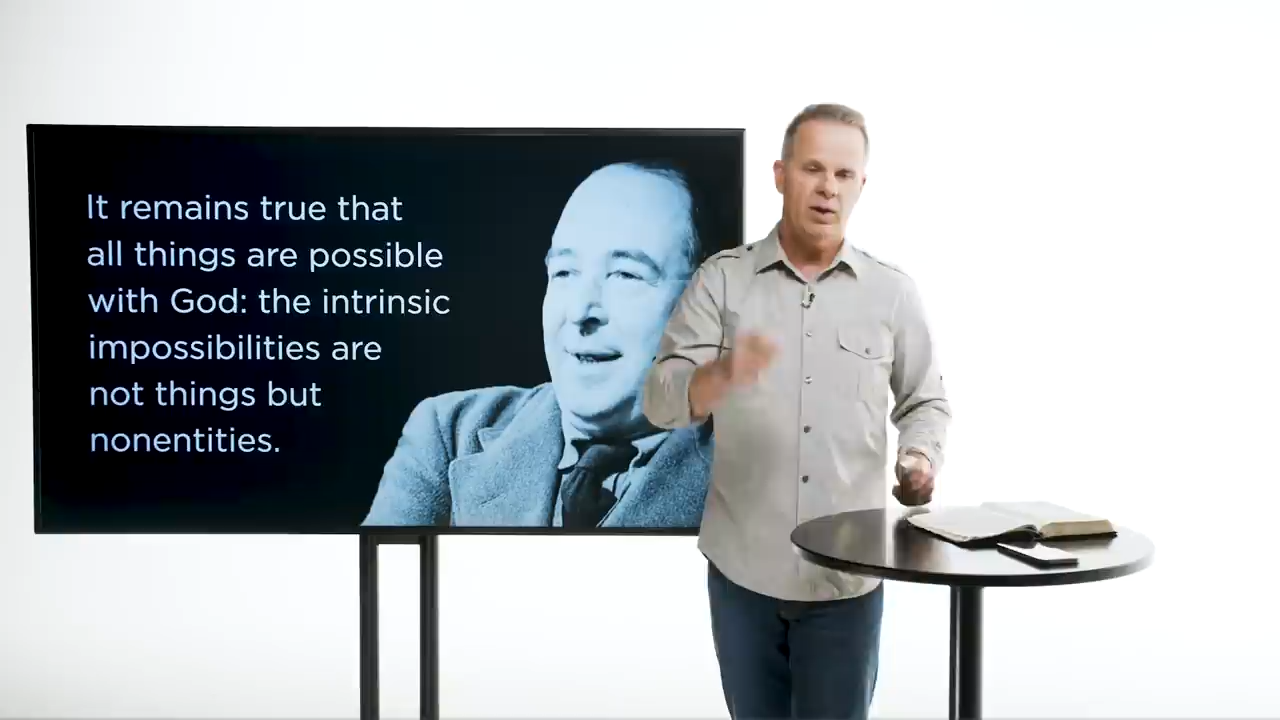 It remains true that
all things are possible
with God: the intrinsic
impossibilities are
not things but
nonentities.